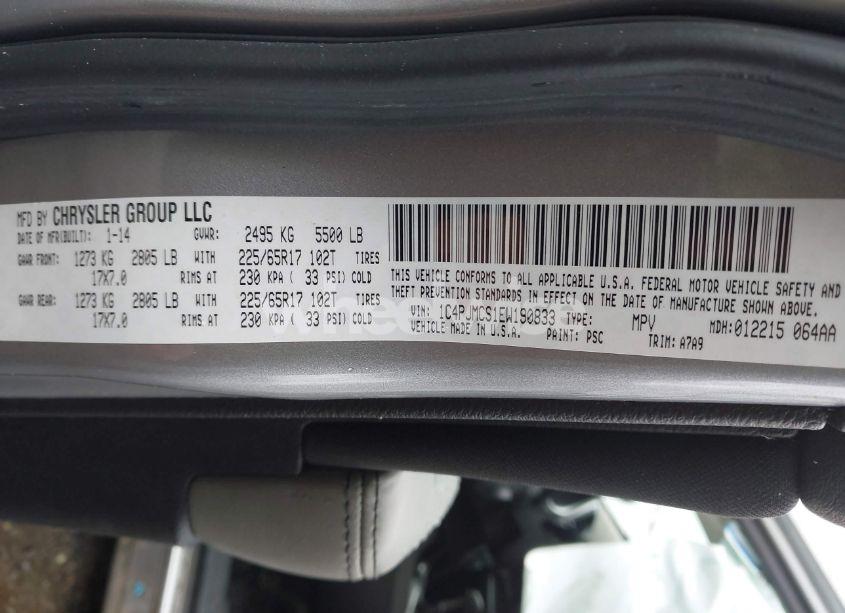 MFD BY CHRYSLER GROUP LLC
DATE OF MFR(BUILT): 1-14 GVWR: 2495 KG 5500 LB
GAWR FRONT: 1273 KG 2805 LB WITH 225/65R17 102T TIRES
17X7.0 RIMS AT 230 KPA ( 33 PSI) COLD
GAWR REAR: 1273 KG 2805 LB WITH 225/65R17 102T TIRES
17X7.0 RIMS AT 230 KPA ( 33 PSI) COLD
THIS VEHICLE CONFORMS TO ALL APPLICABLE U.S.A. FEDERAL MOTOR VEHICLE SAFETY AND
THEFT PREVENTION STANDARDS IN EFFECT ON THE DATE OF MANUFACTURE SHOWN ABOVE.
VIN: 1C4PJMCS1EW190833 TYPE: MPV MDH:012215 064AA
VEHICLE MADE IN U.S.A. PAINT: PSC TRIM: A7A9